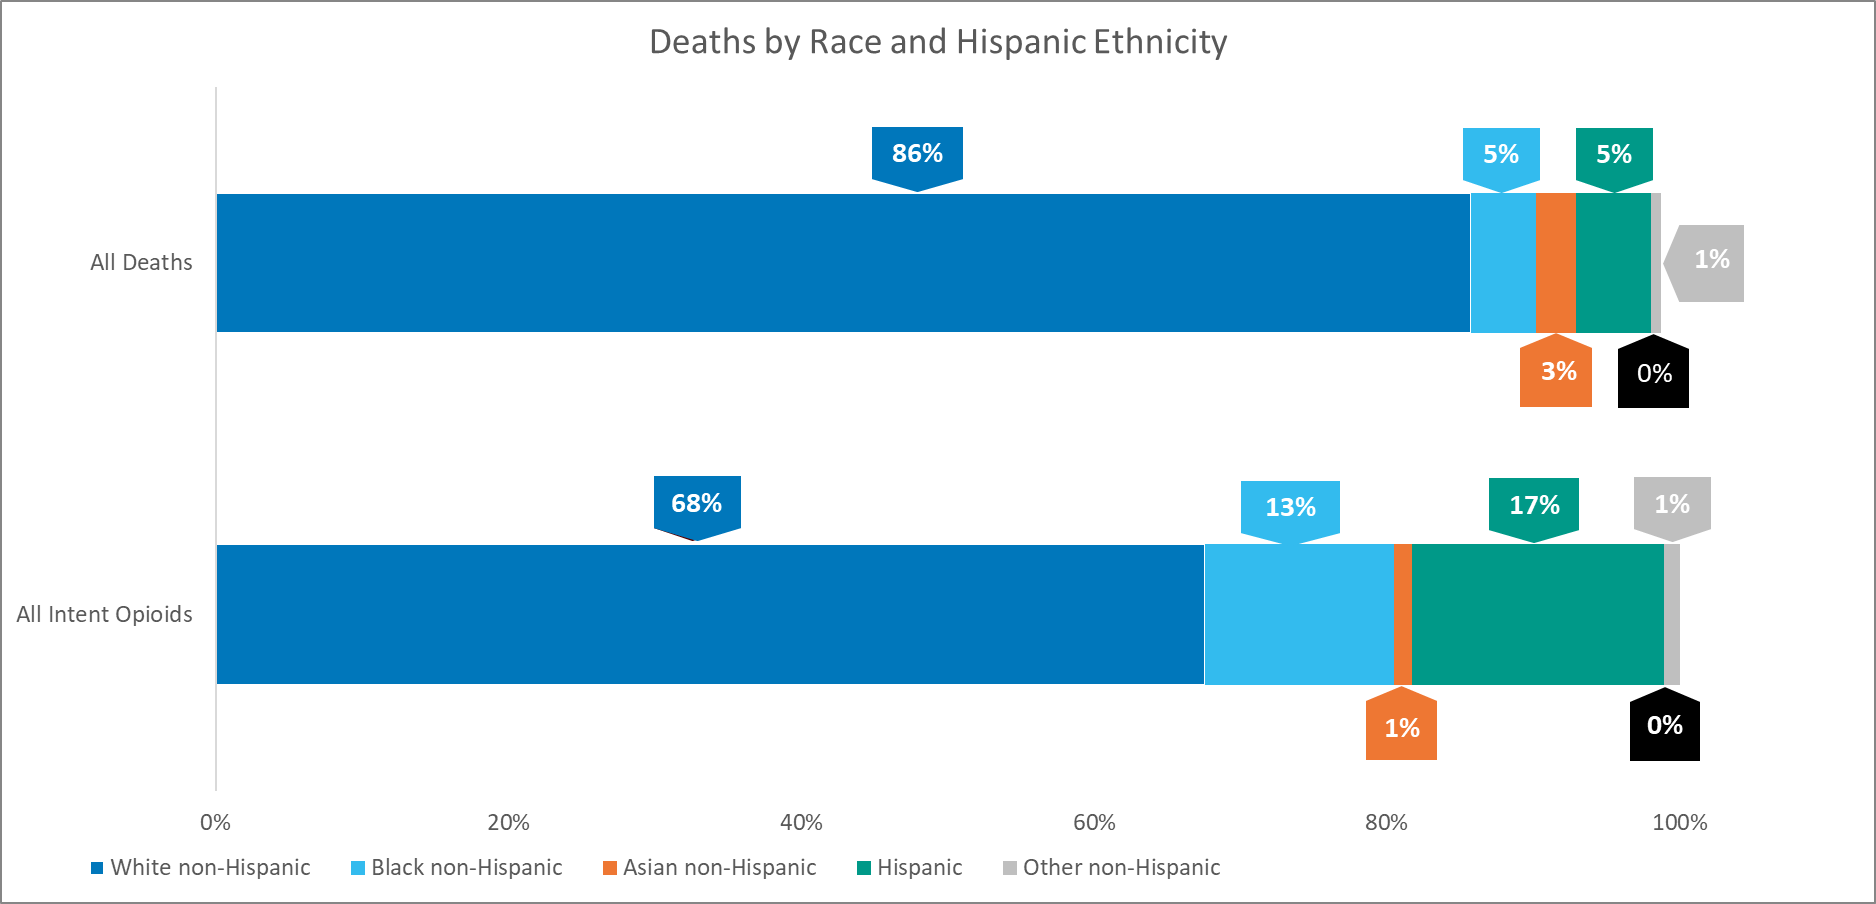 Deaths by Race and Hispanic Ethnicity
86%
5%
5%
All Deaths
1%
3%
0%
68%
13%
17%
1%
All Intent Opioids
1%
0%
0%
20%
40%
60%
80%
100%
White non-Hispanic
Black non-Hispanic
Asian non-Hispanic
Hispanic
Other non-Hispanic